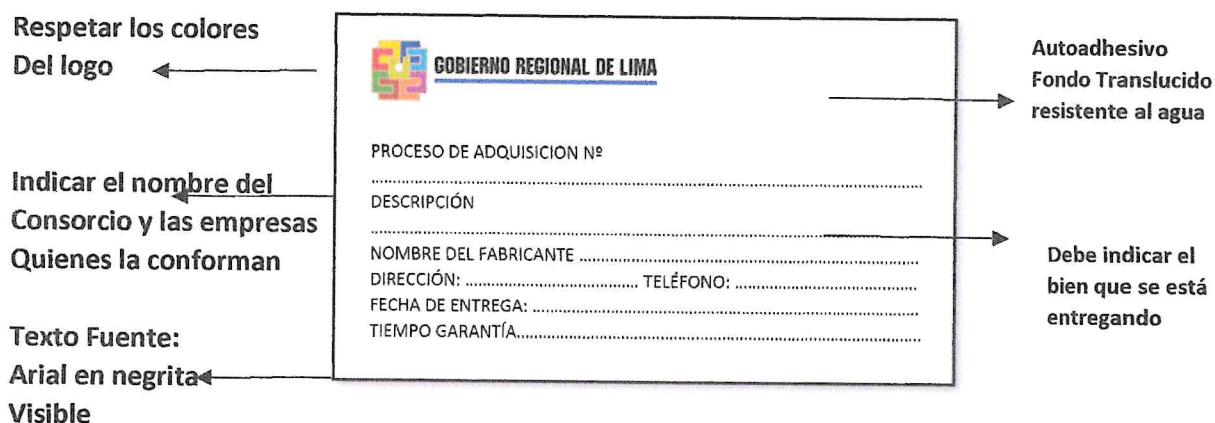 Respetar los colores
Del logo
Indicar el nombre del
Consorcio y las empresas
Quienes la conforman
Texto Fuente:
Arial en negrita
Visible
GOBIERNO REGIONAL DE LIMA
PROCESO DE ADQUISICION Nº
DESCRIPCIÓN
NOMBRE DEL FABRICANTE
DIRECCIÓN: TELÉFONO:
FECHA DE ENTREGA:
TIEMPO GARANTÍA
Autoadhesivo
Fondo Translucido
resistente al agua
Debe indicar el
bien que se está
entregando